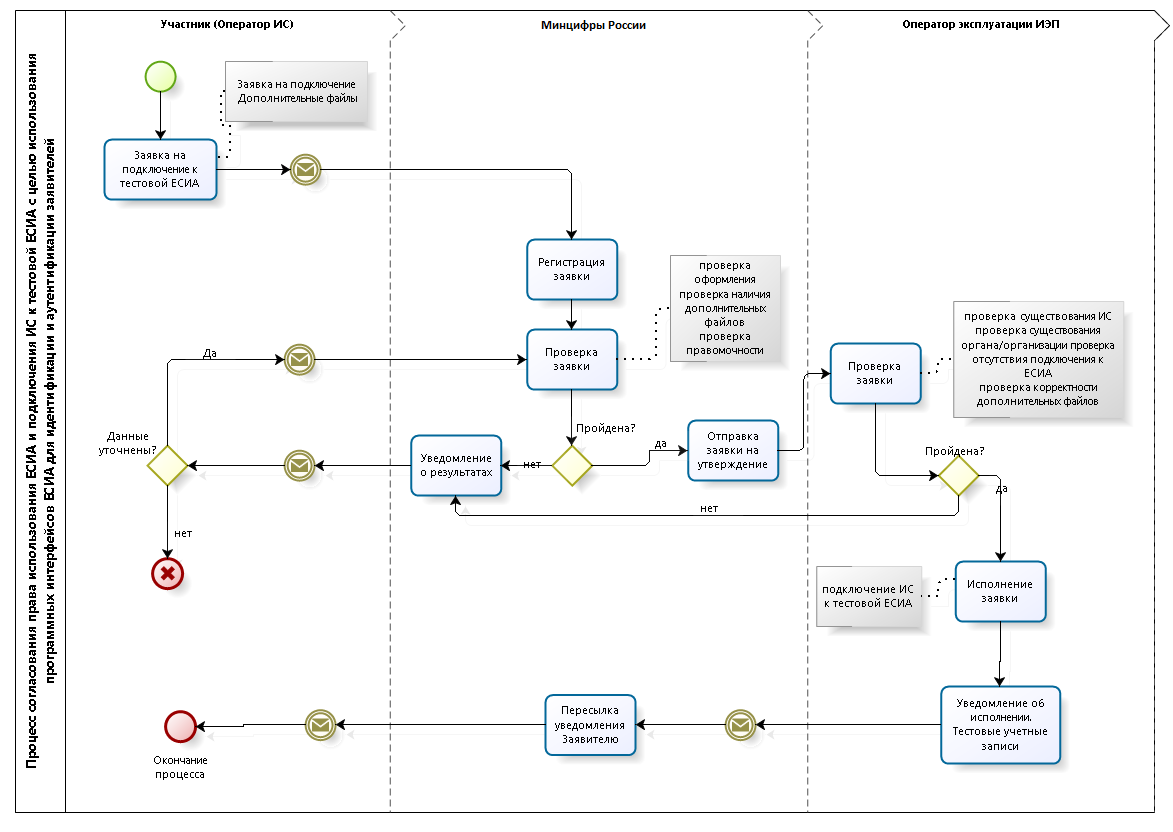 Процесс согласования права использования ЕСИА и подключения ИС к тестовой ЕСИА с целью использования
программных интерфейсов ЕСИА для идентификации и аутентификации заявителей
Участник (Оператор ИС)
Минцифры России
Оператор эксплуатации ИЭП
Заявка на подключение
Дополнительные файлы
Заявка на
подключение к
тестовой ЕСИА
Регистрация
заявки
проверка
оформления
проверка наличия
дополнительных
файлов
проверка
правомочности
Проверка
заявки
проверка существования ИС
проверка существования
органа/организации проверка
отсутствия подключения к
ЕСИА
проверка корректности
дополнительных файлов
Проверка
заявки
Да
Данные
уточнены?
Уведомление
о результатах
нет
Пройдена?
да
Отправка
заявки на
утверждение
Пройдена?
да
нет
нет
подключение ИС
к тестовой ЕСИА
Исполнение
заявки
Уведомление об
исполнении.
Тестовые учетные
записи
Пересылка
уведомления
Заявителю
Окончание
процесса